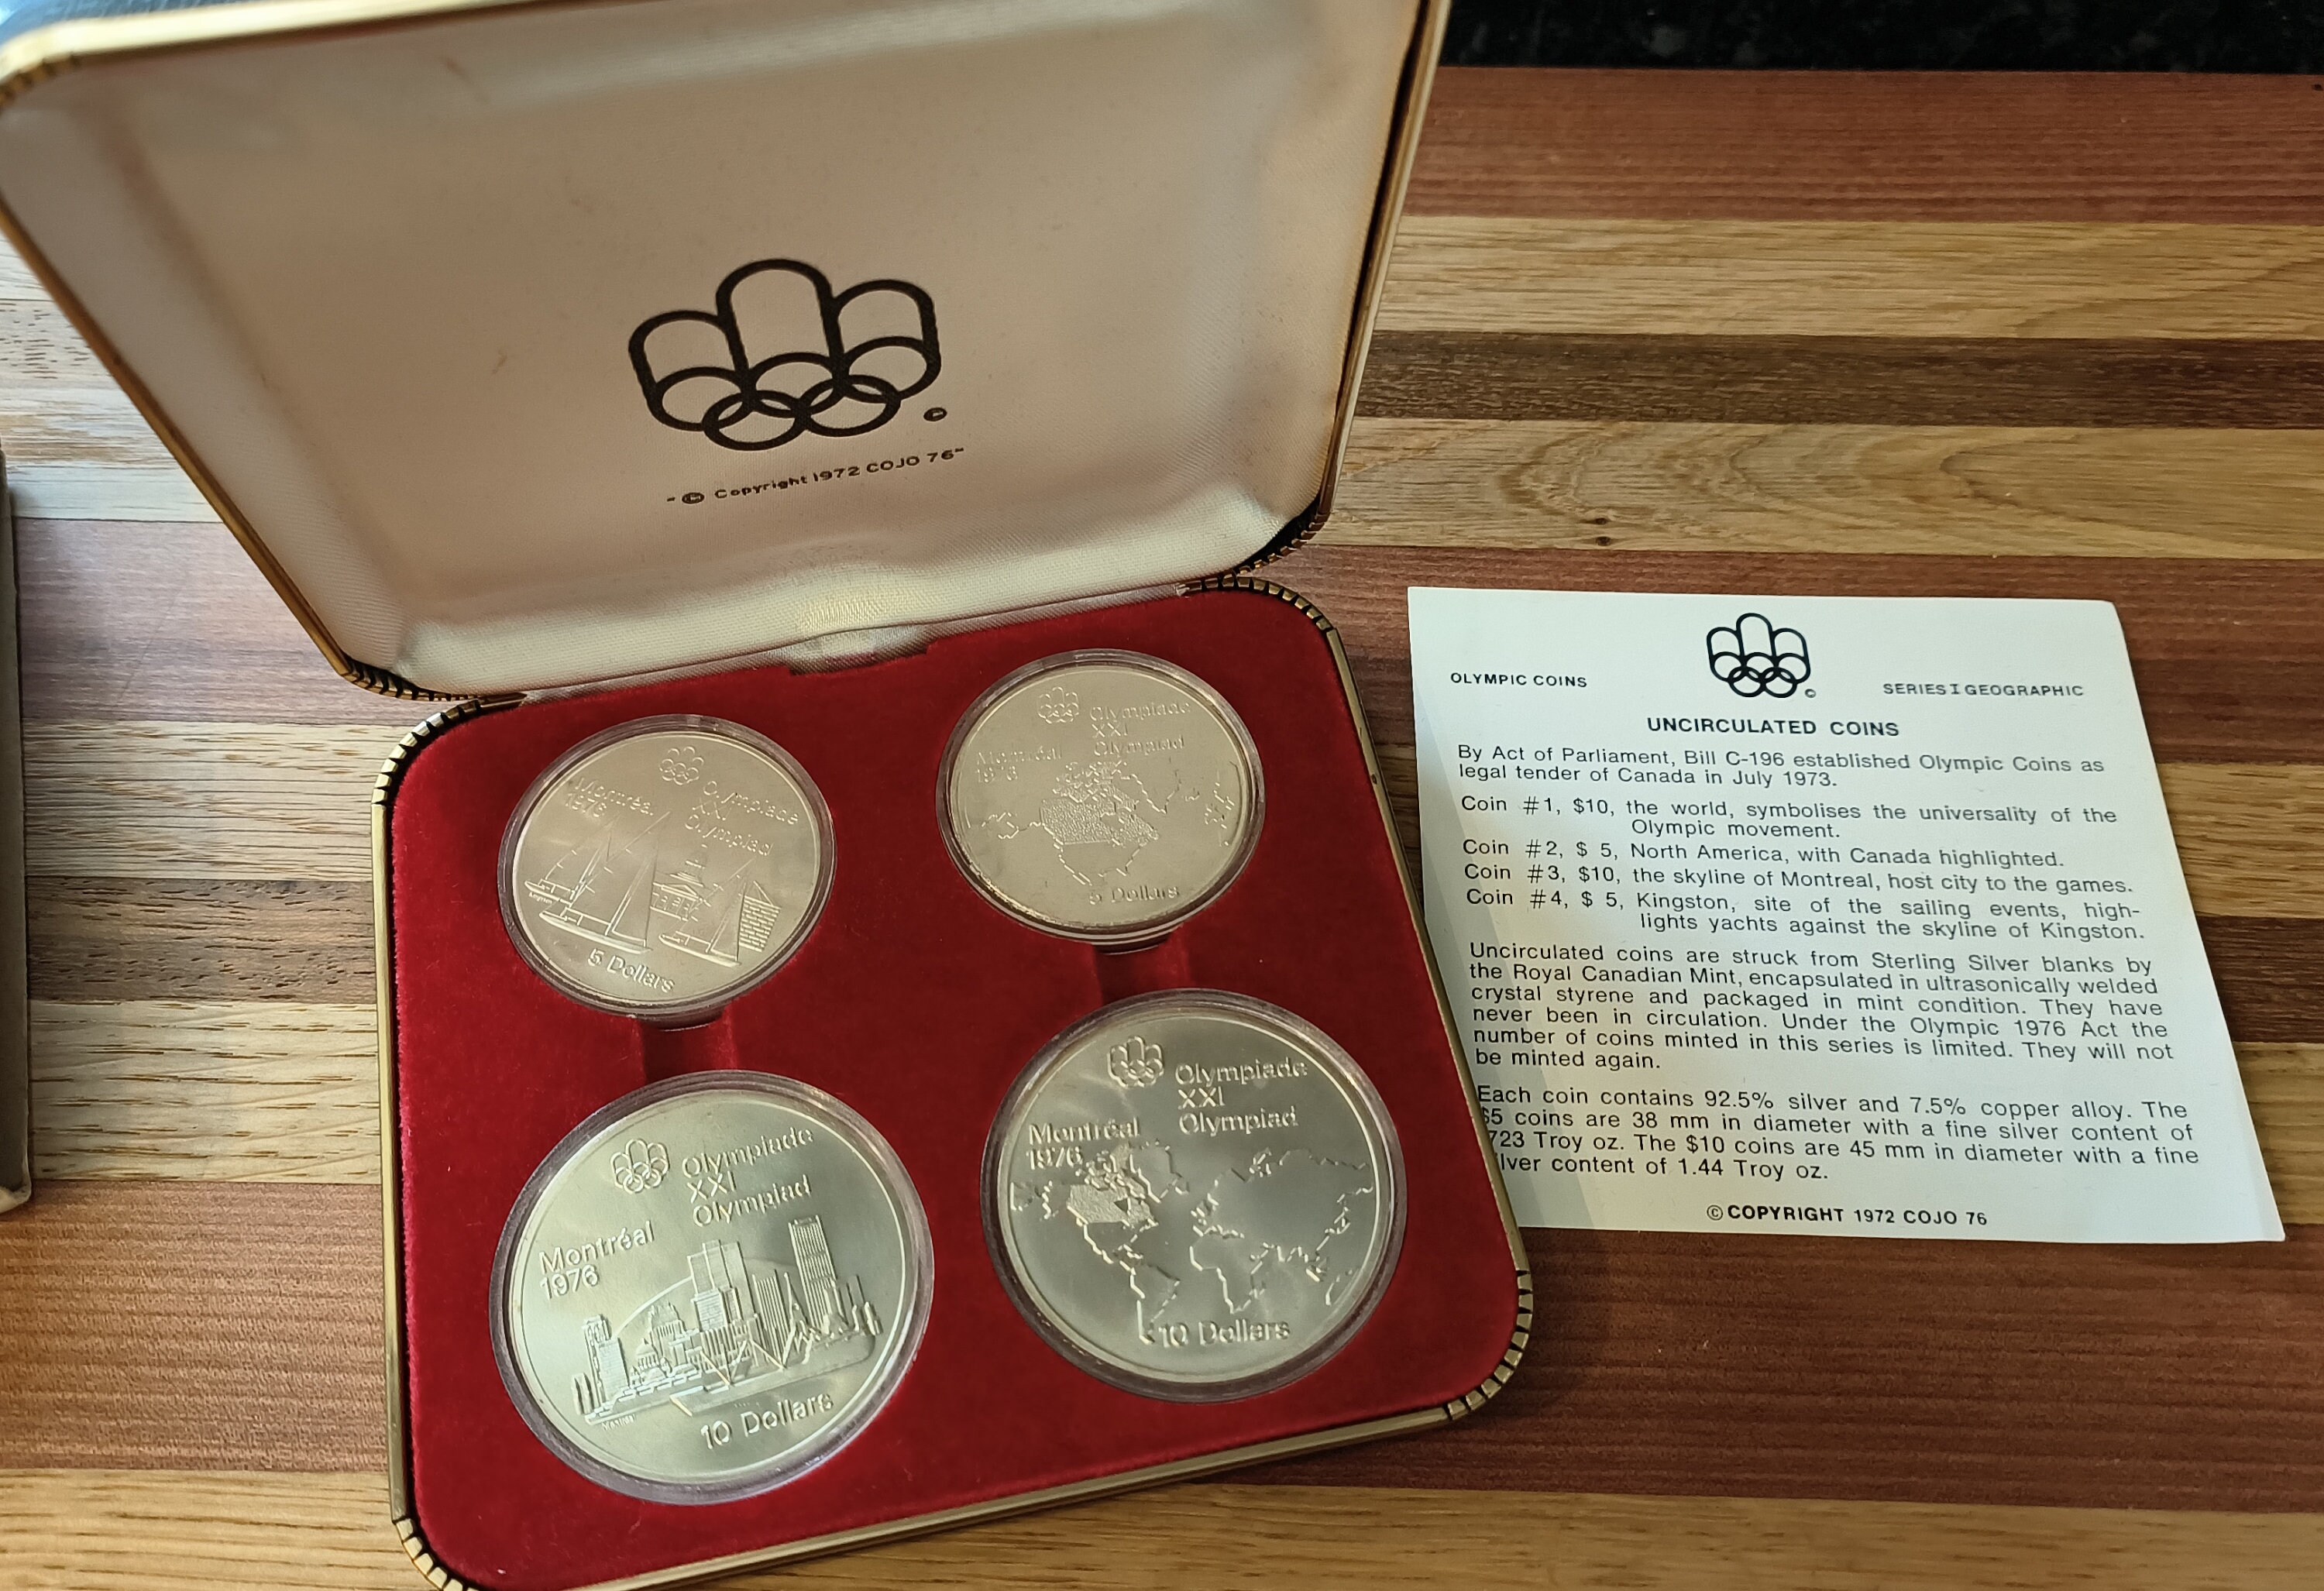 © Copyright 1972 COJO 76
Montréal
1976
Olympiade
XXI
Olympiad
Kingston
5 Dollars
Olympiade
XXI
Olympiad
Montréal
1976
5 Dollars
Olympiade
XXI
Olympiad
Montréal
1976
10 Dollars
Olympiade
XXI
Olympiad
Montréal
1976
10 Dollars
OLYMPIC COINS
SERIES I GEOGRAPHIC
UNCIRCULATED COINS
By Act of Parliament, Bill C-196 established Olympic Coins as
legal tender of Canada in July 1973.
Coin #1, $10, the world, symbolises the universality of the
Olympic movement.
Coin #2, $ 5, North America, with Canada highlighted.
Coin #3, $10, the skyline of Montreal, host city to the games.
Coin #4, $ 5, Kingston, site of the sailing events, high-
lights yachts against the skyline of Kingston.
Uncirculated coins are struck from Sterling Silver blanks by
the Royal Canadian Mint, encapsulated in ultrasonically welded
crystal styrene and packaged in mint condition. They have
never been in circulation. Under the Olympic 1976 Act the
number of coins minted in this series is limited. They will not
be minted again.
Each coin contains 92.5% silver and 7.5% copper alloy. The
$5 coins are 38 mm in diameter with a fine silver content of
723 Troy oz. The $10 coins are 45 mm in diameter with a fine
lver content of 1.44 Troy oz.
© COPYRIGHT 1972 COJO 76